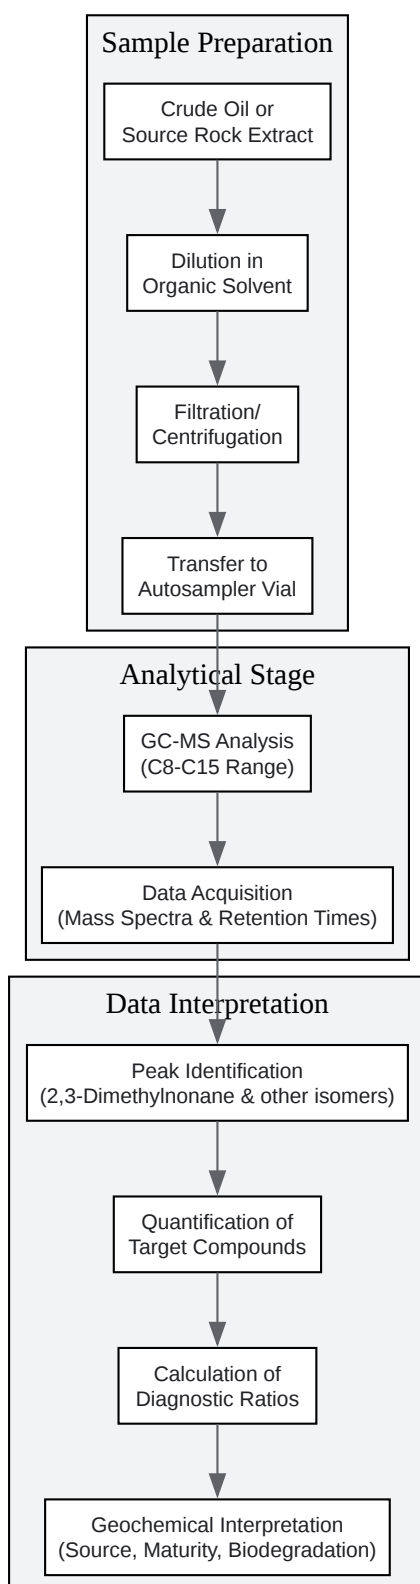 Sample Preparation
Crude Oil or
Source Rock Extract
Dilution in
Organic Solvent
Filtration/
Centrifugation
Transfer to
Autosampler Vial
Analytical Stage
GC-MS Analysis
(C8-C15 Range)
Data Acquisition
(Mass Spectra & Retention Times)
Data Interpretation
Peak Identification
(2,3-Dimethylnonane & other isomers)
Quantification of
Target Compounds
Calculation of
Diagnostic Ratios
Geochemical Interpretation
(Source, Maturity, Biodegradation)